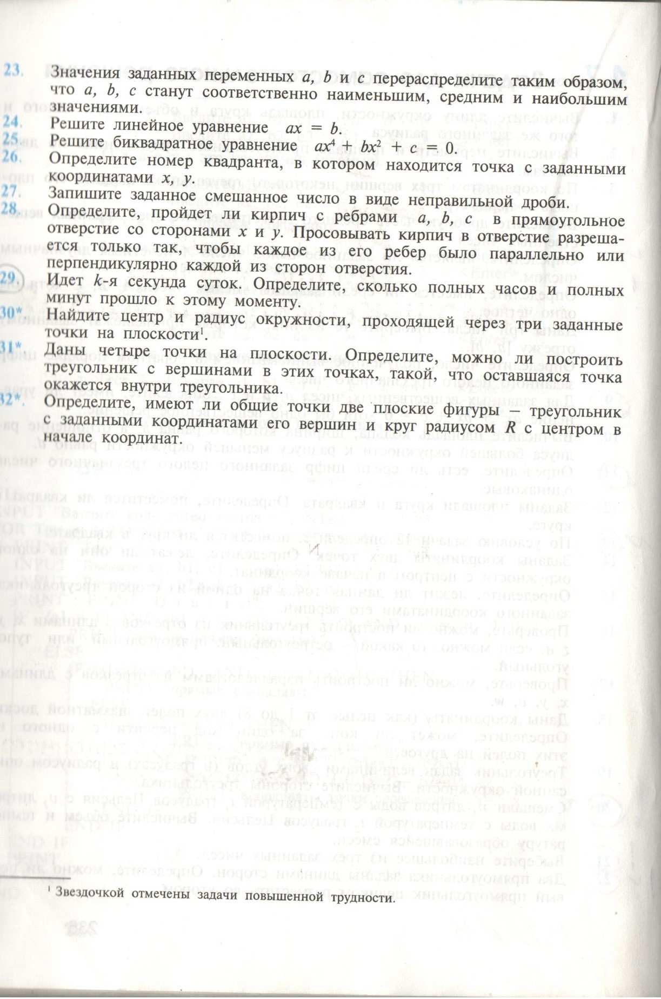 23. Значения заданных переменных a, b и c перераспределите таким образом,
что a, b, c станут соответственно наименьшим, средним и наибольшим
значениями.
24. Решите линейное уравнение ax = b.
25. Решите биквадратное уравнение ax⁴ + bx² + c = 0.
26. Определите номер квадранта, в котором находится точка с заданными
координатами x, y.
27. Запишите заданное смешанное число в виде неправильной дроби.
28. Определите, пройдет ли кирпич с ребрами a, b, c в прямоугольное
отверстие со сторонами x и y. Просовывать кирпич в отверстие разреша-
ется только так, чтобы каждое из его ребер было параллельно или
перпендикулярно каждой из сторон отверстия.
29. Идет k-я секунда суток. Определите, сколько полных часов и полных
минут прошло к этому моменту.
30*. Найдите центр и радиус окружности, проходящей через три заданные
точки на плоскости¹.
31*. Даны четыре точки на плоскости. Определите, можно ли построить
треугольник с вершинами в этих точках, такой, что оставшаяся точка
окажется внутри треугольника.
32*. Определите, имеют ли общие точки две плоские фигуры – треугольник
с заданными координатами его вершин и круг радиусом R с центром в
начале координат.
¹ Звездочкой отмечены задачи повышенной трудности.